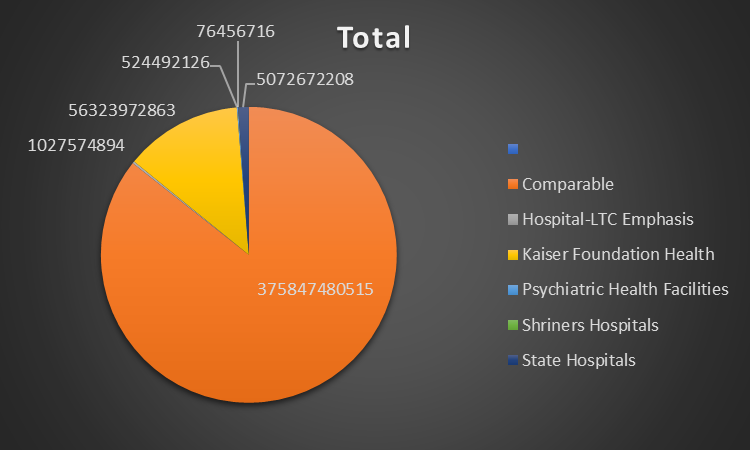 Total
76456716
524492126
5072672208
56323972863
1027574894
375847480515
Comparable
Hospital-LTC Emphasis
Kaiser Foundation Health
Psychiatric Health Facilities
Shriners Hospitals
State Hospitals